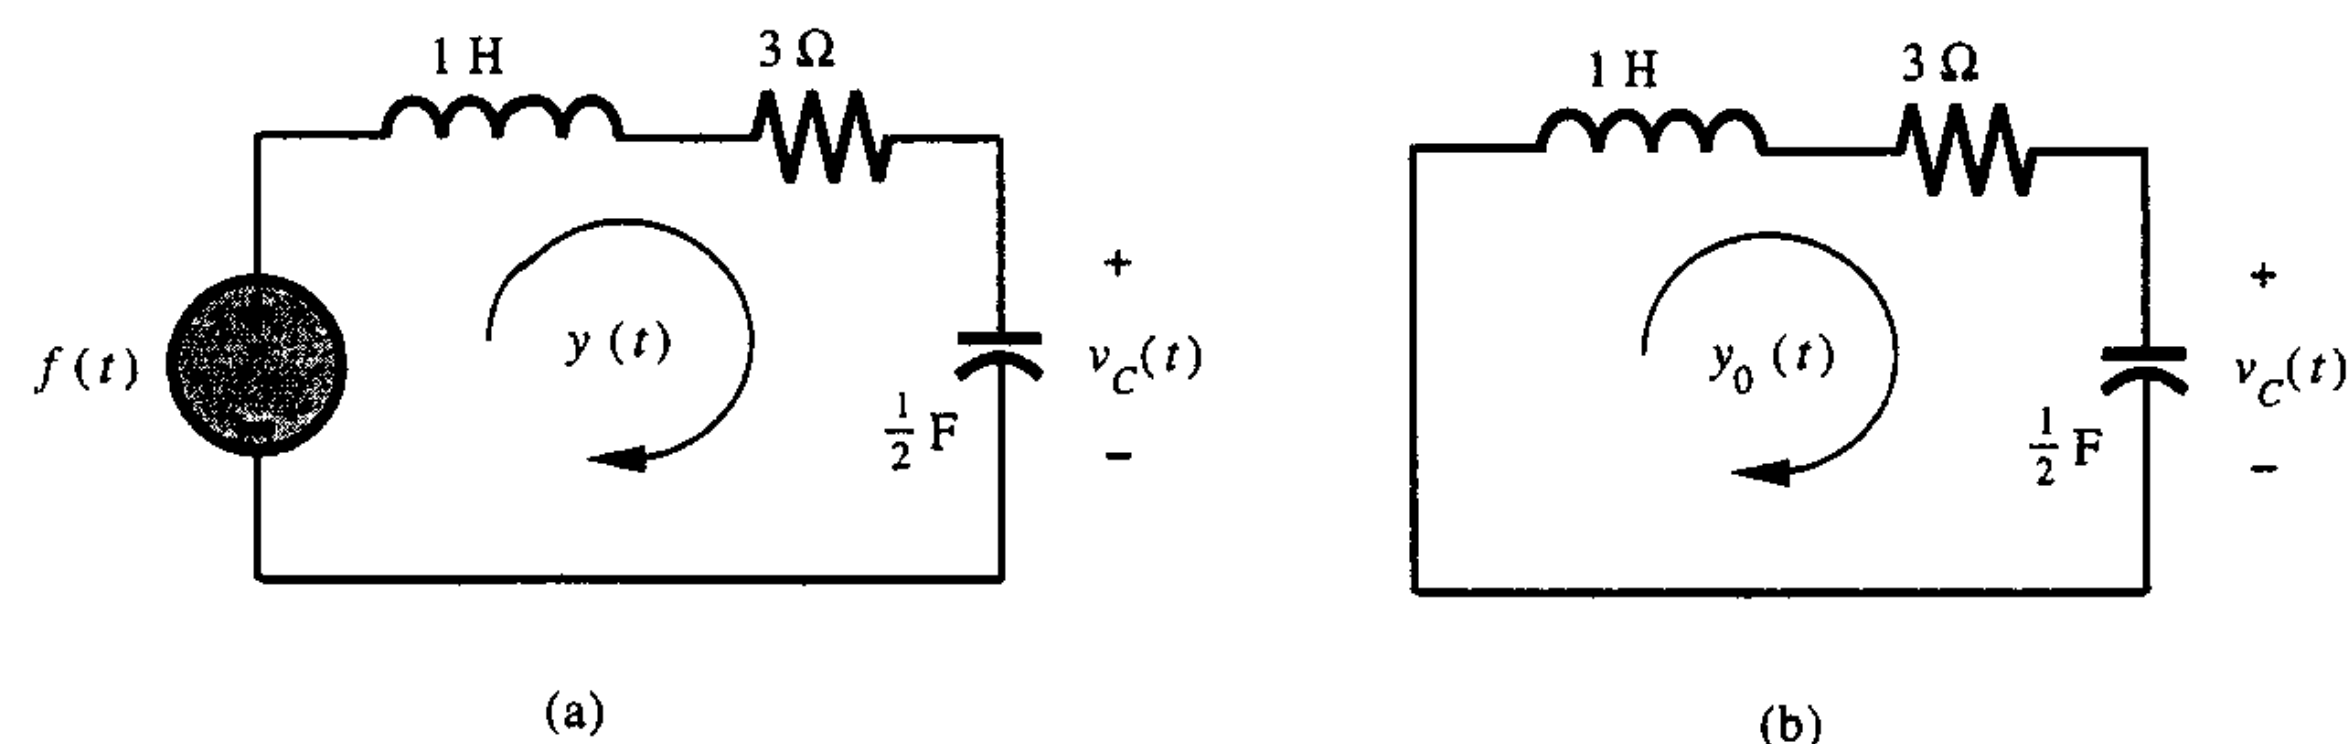 1 H
3 Ω
f (t)
y (t)
+
v_C(t)
−
1/2 F
(a)
1 H
3 Ω
y_0 (t)
+
v_C(t)
−
1/2 F
(b)